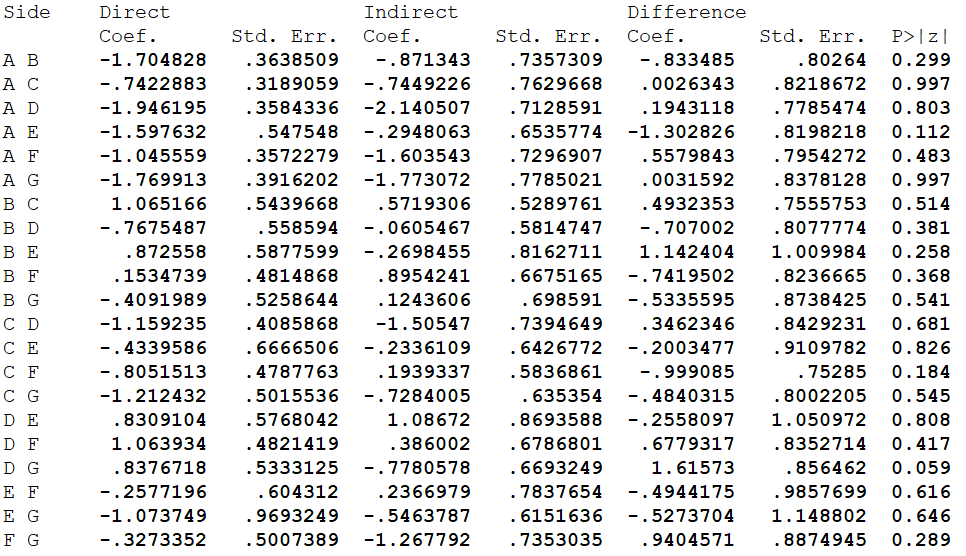 Side Direct Indirect Difference
Coef. Std. Err. Coef. Std. Err. Coef. Std. Err. P>|z|
A B -1.704828 .3638509 -.871343 .7357309 -.833485 .80264 0.299
A C -.7422883 .3189059 -.7449226 .7629668 .0026343 .8218672 0.997
A D -1.946195 .3584336 -2.140507 .7128591 .1943118 .7785474 0.803
A E -1.597632 .547548 -.2948063 .6535774 -1.302826 .8198218 0.112
A F -1.045559 .3572279 -1.603543 .7296907 .5579843 .7954272 0.483
A G -1.769913 .3916202 -1.773072 .7785021 .0031592 .8378128 0.997
B C 1.065166 .5439668 .5719306 .5289761 .4932353 .7555753 0.514
B D -.7675487 .558594 -.0605467 .5814747 -.707002 .8077774 0.381
B E .872558 .5877599 -.2698455 .8162711 1.142404 1.009984 0.258
B F .1534739 .4814868 .8954241 .6675165 -.7419502 .8236665 0.368
B G -.4091989 .5258644 .1243606 .698591 -.5335595 .8738425 0.541
C D -1.159235 .4085868 -1.50547 .7394649 .3462346 .8429231 0.681
C E -.4339586 .6666506 -.2336109 .6426772 -.2003477 .9109782 0.826
C F -.8051513 .4787763 .1939337 .5836861 -.999085 .75285 0.184
C G -1.212432 .5015536 -.7284005 .635354 -.4840315 .8002205 0.545
D E .8309104 .5768042 1.08672 .8693588 -.2558097 1.050972 0.808
D F 1.063934 .4821419 .386002 .6786801 .6779317 .8352714 0.417
D G .8376718 .5333125 -.7780578 .6693249 1.61573 .856462 0.059
E F -.2577196 .604312 .2366979 .7837654 -.4944175 .9857699 0.616
E G -1.073749 .9693249 -.5463787 .6151636 -.5273704 1.148802 0.646
F G -.3273352 .5007389 -1.267792 .7353035 .9404571 .8874945 0.289